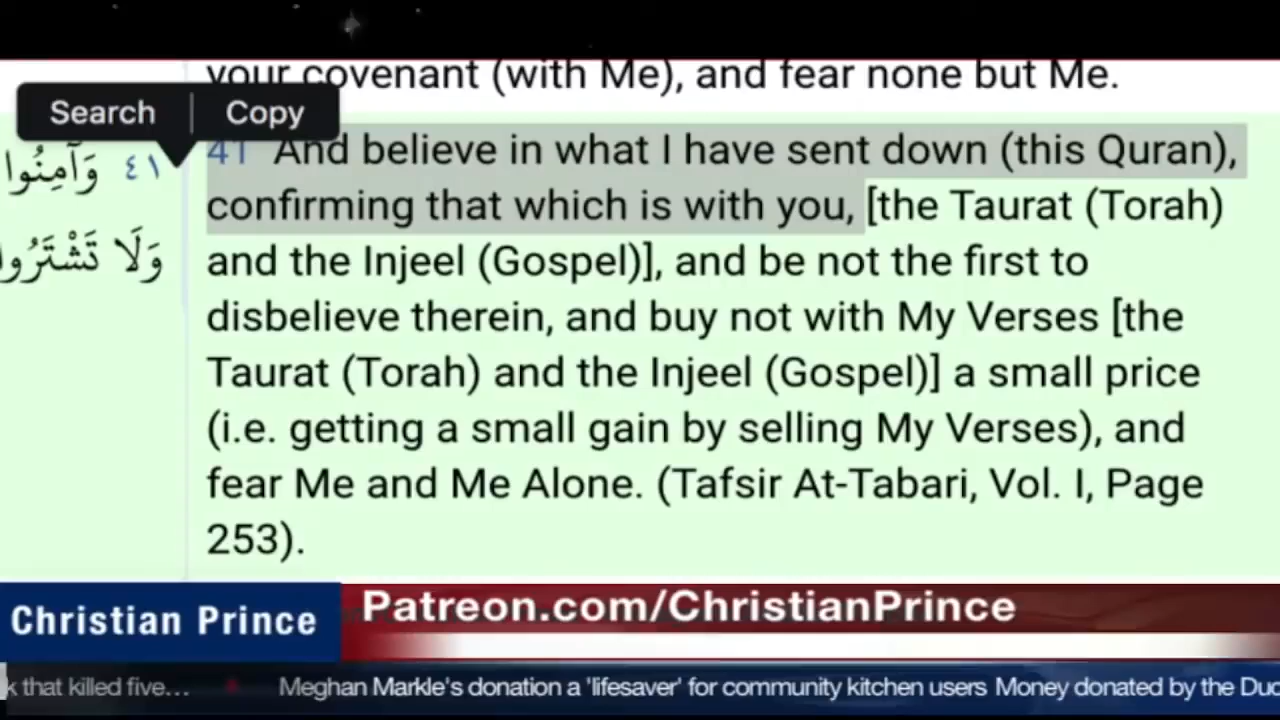 your covenant (with Me), and fear none but Me.
Search Copy
وَآمِنُوا ٤١
وَلَا تَشْتَرُوا
41 And believe in what I have sent down (this Quran),
confirming that which is with you, [the Taurat (Torah)
and the Injeel (Gospel)], and be not the first to
disbelieve therein, and buy not with My Verses [the
Taurat (Torah) and the Injeel (Gospel)] a small price
(i.e. getting a small gain by selling My Verses), and
fear Me and Me Alone. (Tafsir At-Tabari, Vol. I, Page
253).
Christian Prince
Patreon.com/ChristianPrince
k that killed five... Meghan Markle's donation a 'lifesaver' for community kitchen users Money donated by the Duc